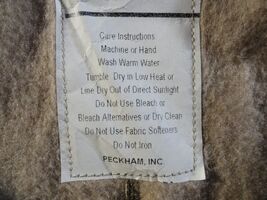 Care Instructions
Machine or Hand
Wash Warm Water
Tumble Dry in Low Heat or
Line Dry Out of Direct Sunlight
Do Not Use Bleach or
Bleach Alternatives or Dry Clean
Do Not Use Fabric Softeners
Do Not Iron
PECKHAM, INC.